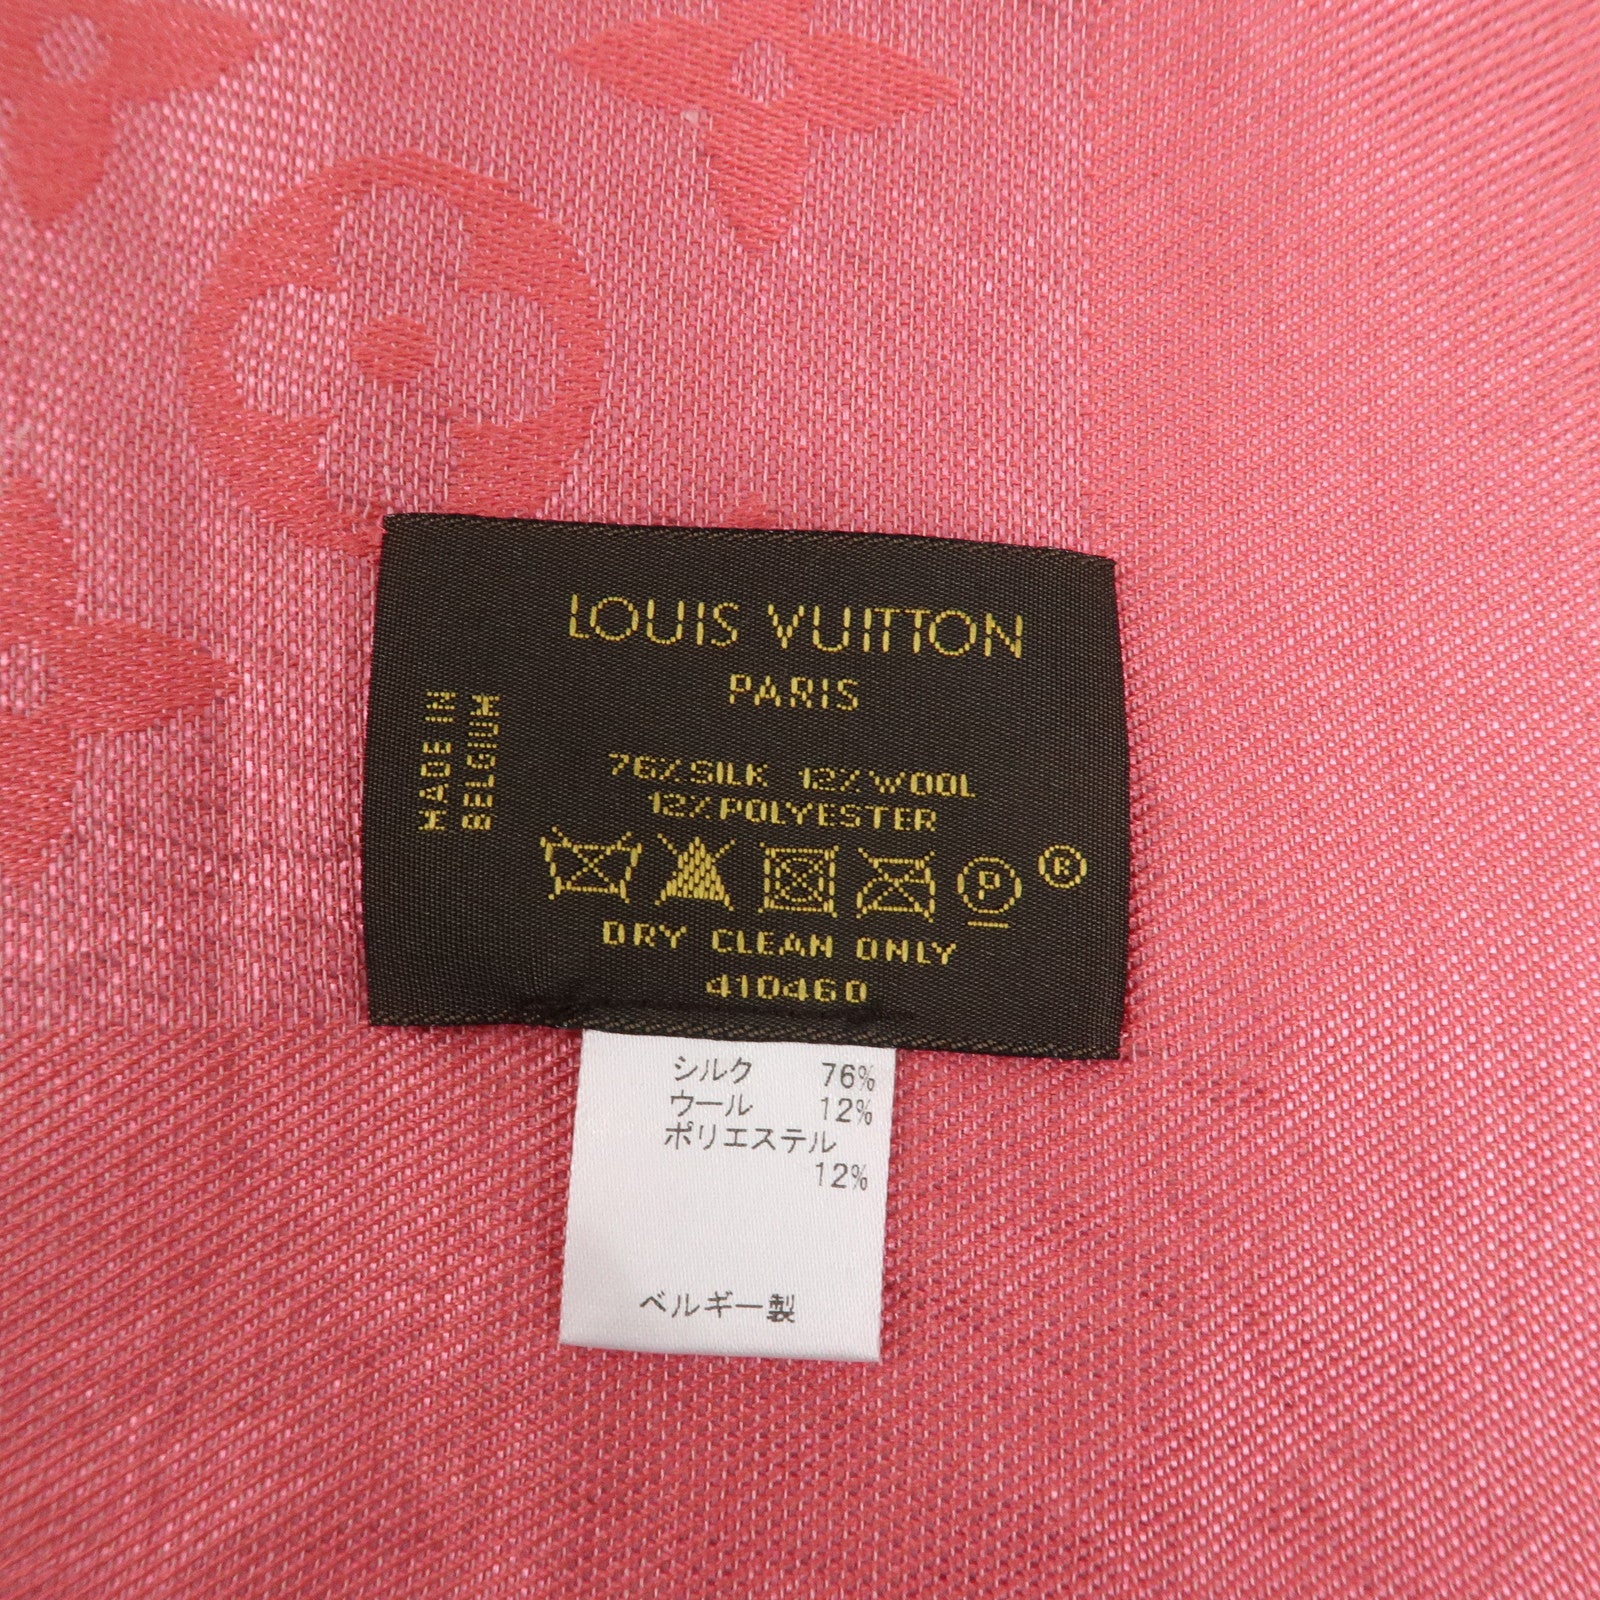 LOUIS VUITTON
PARIS
MADE IN
BELGIUM
76% SILK 12% WOOL
12% POLYESTER
P ®
DRY CLEAN ONLY
410460
シルク 76%
ウール 12%
ポリエステル
12%
ベルギー製